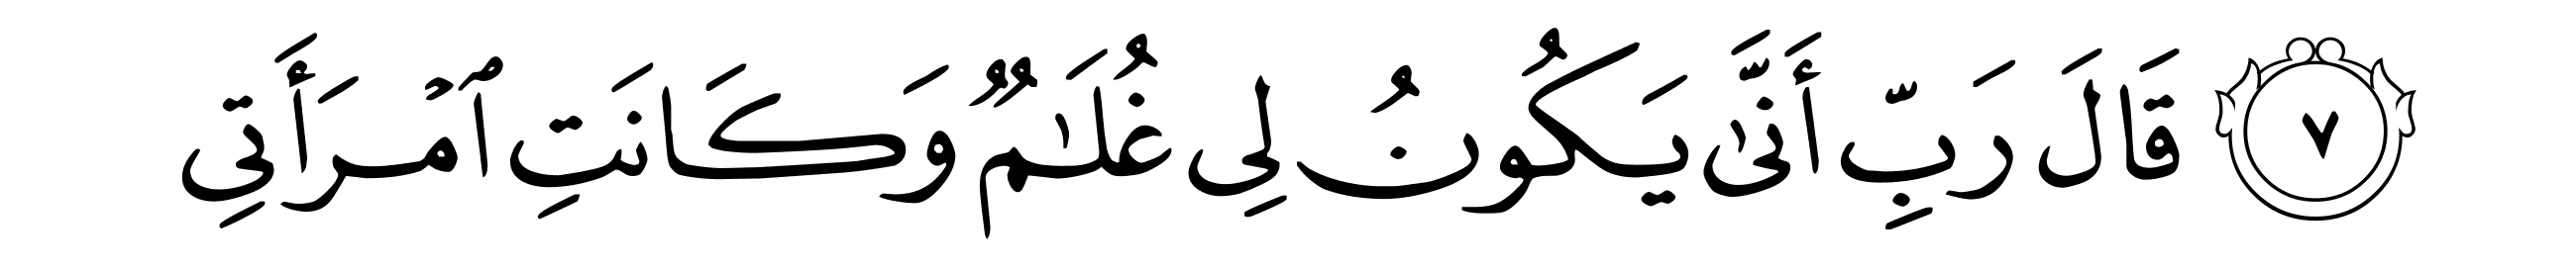 ٧ قَالَ رَبِّ أَنَّىٰ يَكُونُ لِي غُلَٰمٌ وَكَانَتِ ٱمْرَأَتِي